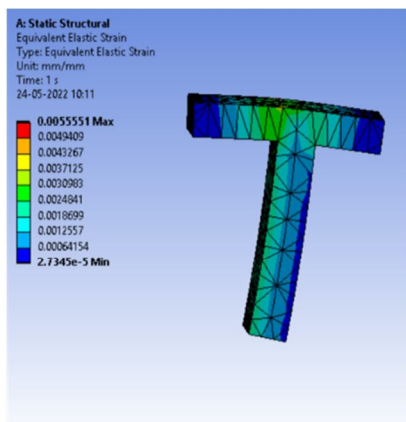 A: Static Structural
Equivalent Elastic Strain
Type: Equivalent Elastic Strain
Unit: mm/mm
Time: 1 s
24-05-2022 10:11
0.0055551 Max
0.0049409
0.0043267
0.0037125
0.0030983
0.0024841
0.0018699
0.0012557
0.00064154
2.7345e-5 Min